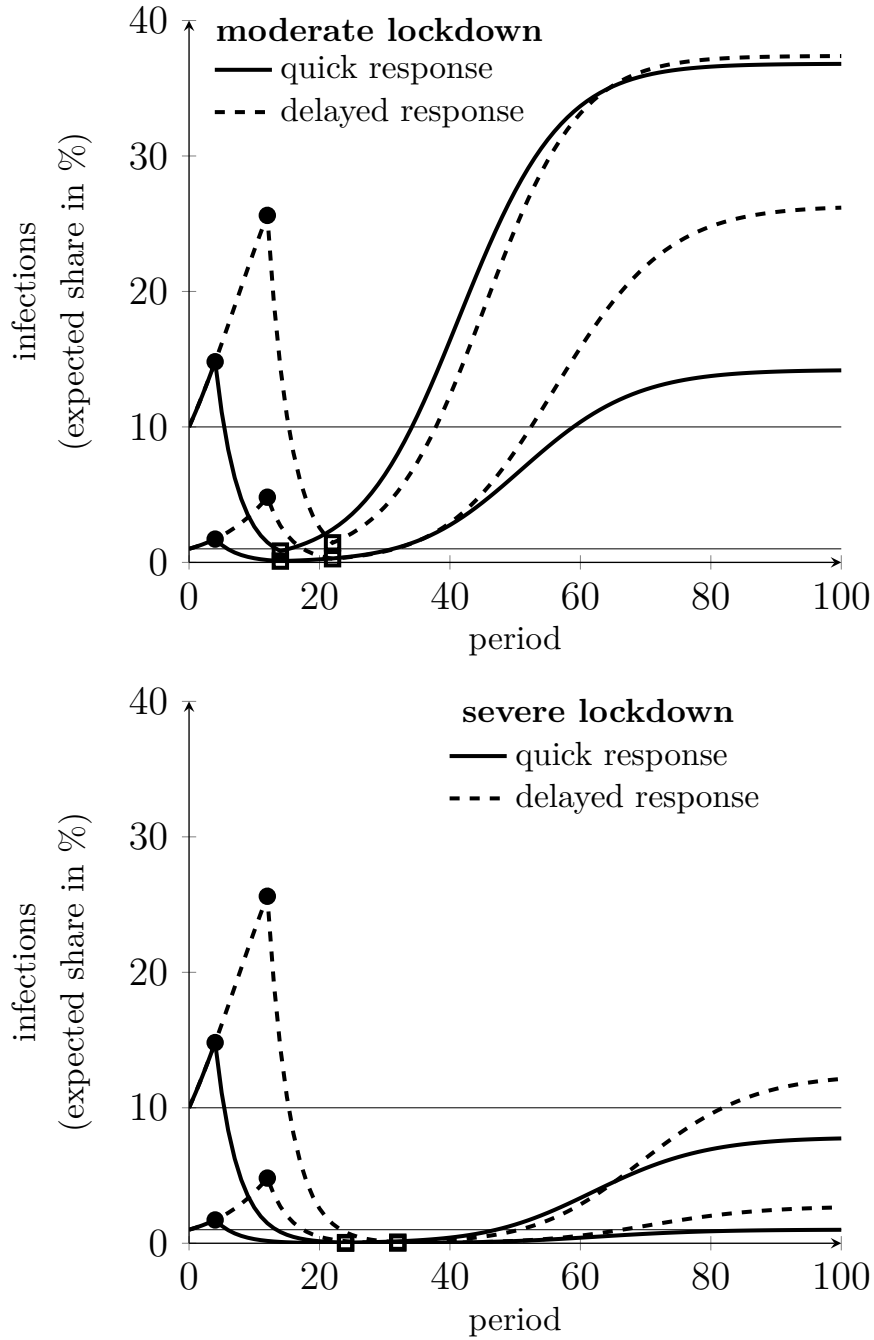 moderate lockdown
quick response
delayed response
40
30
20
10
0
infections
(expected share in %)
0 20 40 60 80 100
period
severe lockdown
quick response
delayed response
40
30
20
10
0
infections
(expected share in %)
0 20 40 60 80 100
period